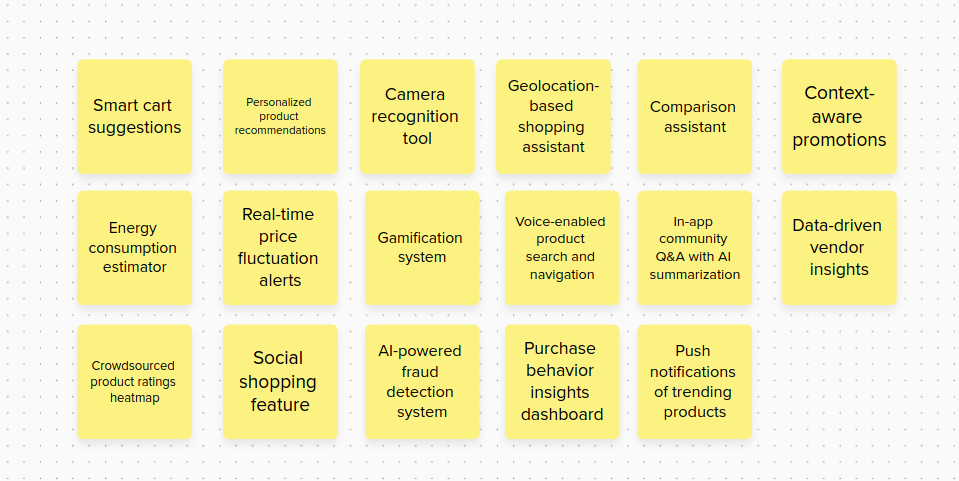 Smart cart
suggestions
Personalized
product
recommendations
Camera
recognition
tool
Geolocation-
based
shopping
assistant
Comparison
assistant
Context-
aware
promotions
Energy
consumption
estimator
Real-time
price
fluctuation
alerts
Gamification
system
Voice-enabled
product
search and
navigation
In-app
community
Q&A with AI
summarization
Data-driven
vendor
insights
Crowdsourced
product ratings
heatmap
Social
shopping
feature
AI-powered
fraud
detection
system
Purchase
behavior
insights
dashboard
Push
notifications
of trending
products